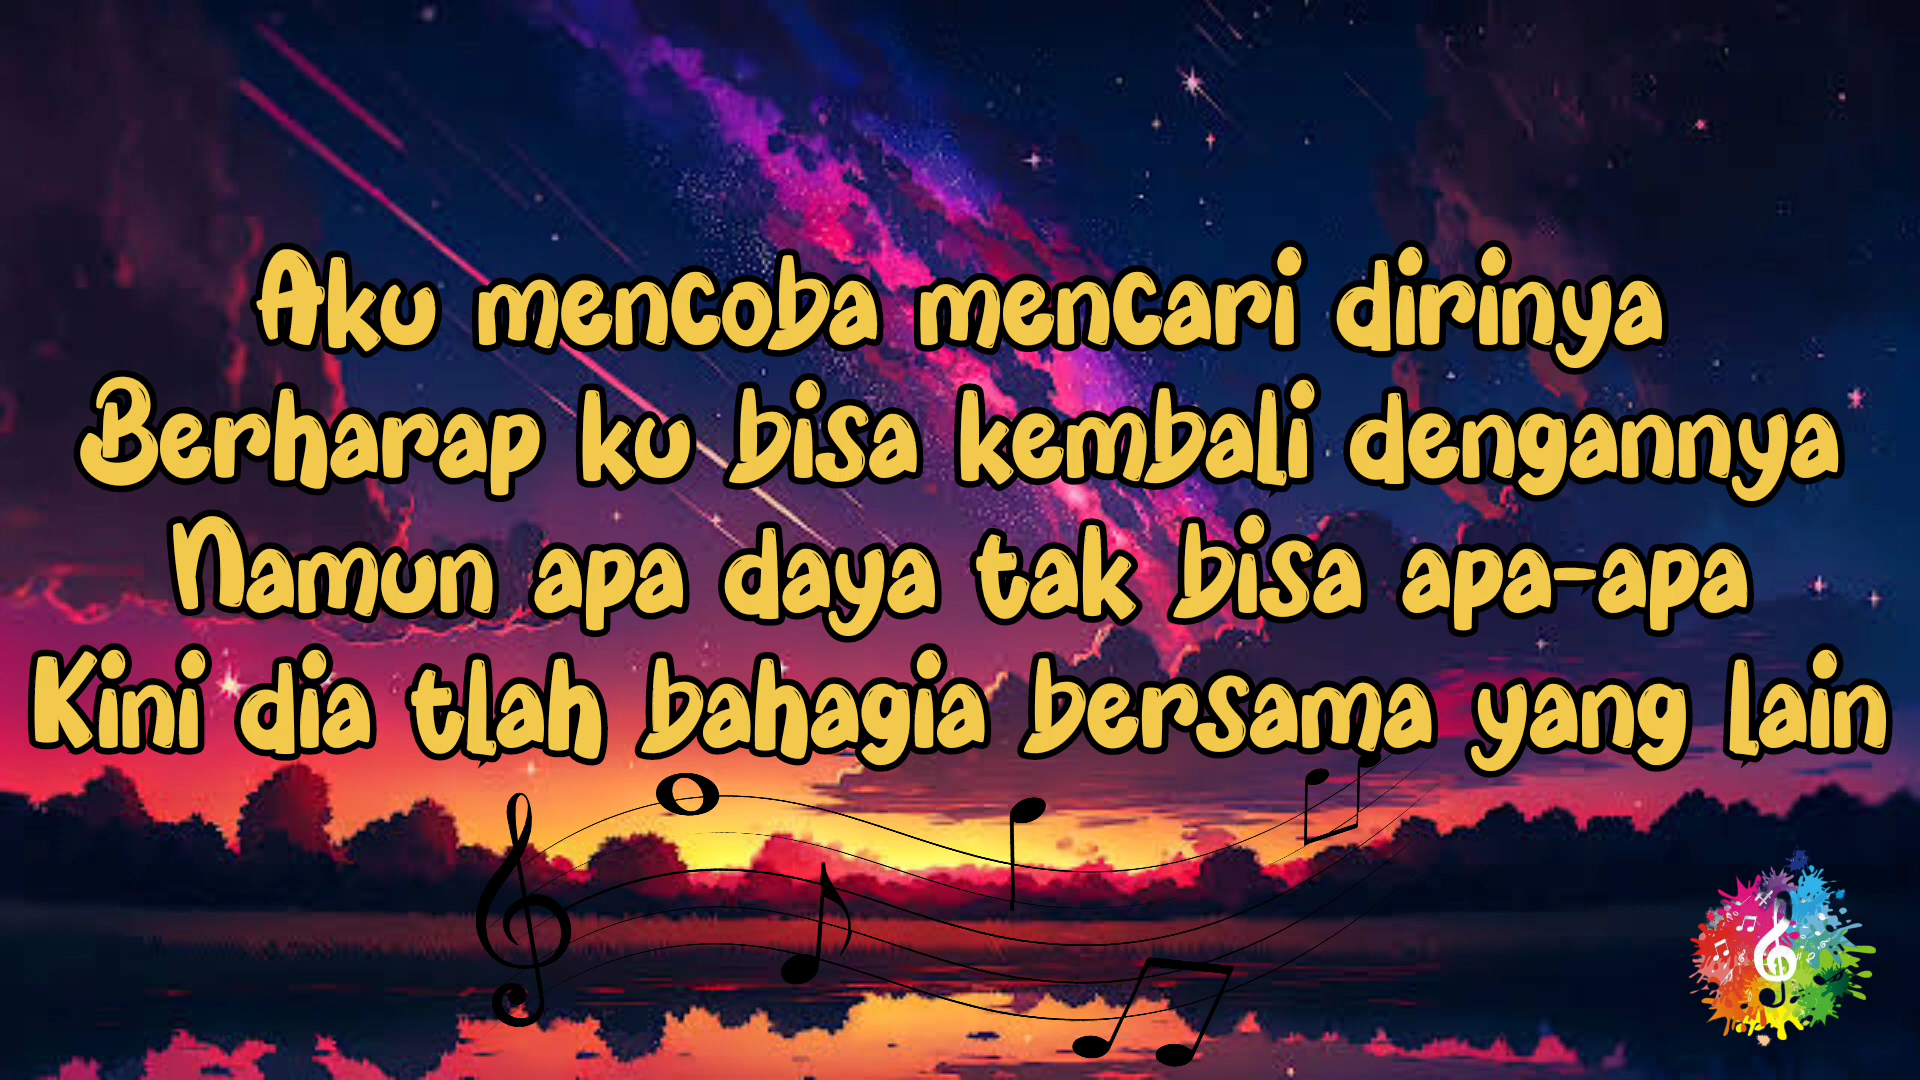 Aku mencoba mencari dirinya
Berharap ku bisa kembali dengannya
Namun apa daya tak bisa apa-apa
Kini dia tlah bahagia bersama yang lain